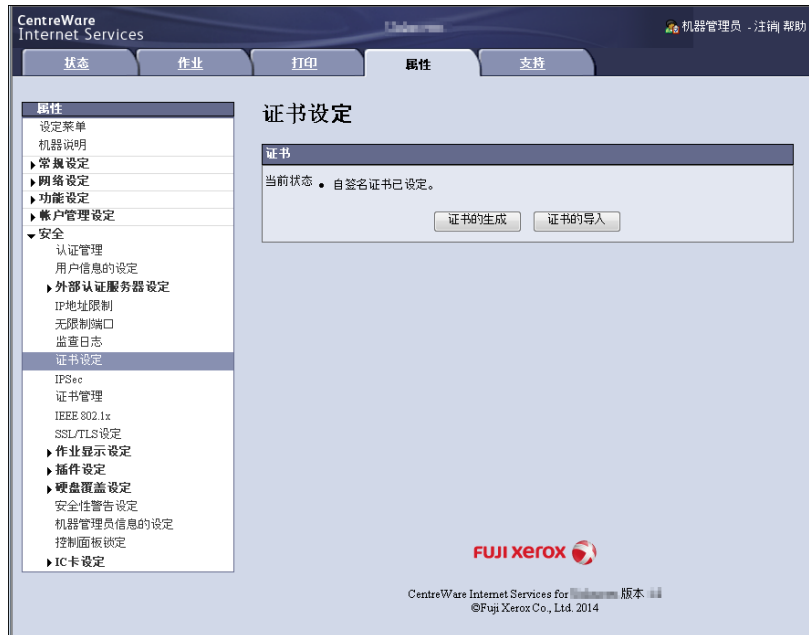 CentreWare
Internet Services
机器管理员 - 注销| 帮助
状态 作业 打印 属性 支持
属性
设定菜单
机器说明
常规设定
网络设定
功能设定
帐户管理设定
安全
认证管理
用户信息的设定
外部认证服务器设定
IP地址限制
无限制端口
监查日志
证书设定
IPSec
证书管理
IEEE 802.1x
SSL/TLS设定
作业显示设定
插件设定
硬盘覆盖设定
安全性警告设定
机器管理员信息的设定
控制面板锁定
IC卡设定
证书设定
证书
当前状态 • 自签名证书已设定。
证书的生成 证书的导入
FUJI xerox
CentreWare Internet Services for 版本
©Fuji Xerox Co., Ltd. 2014